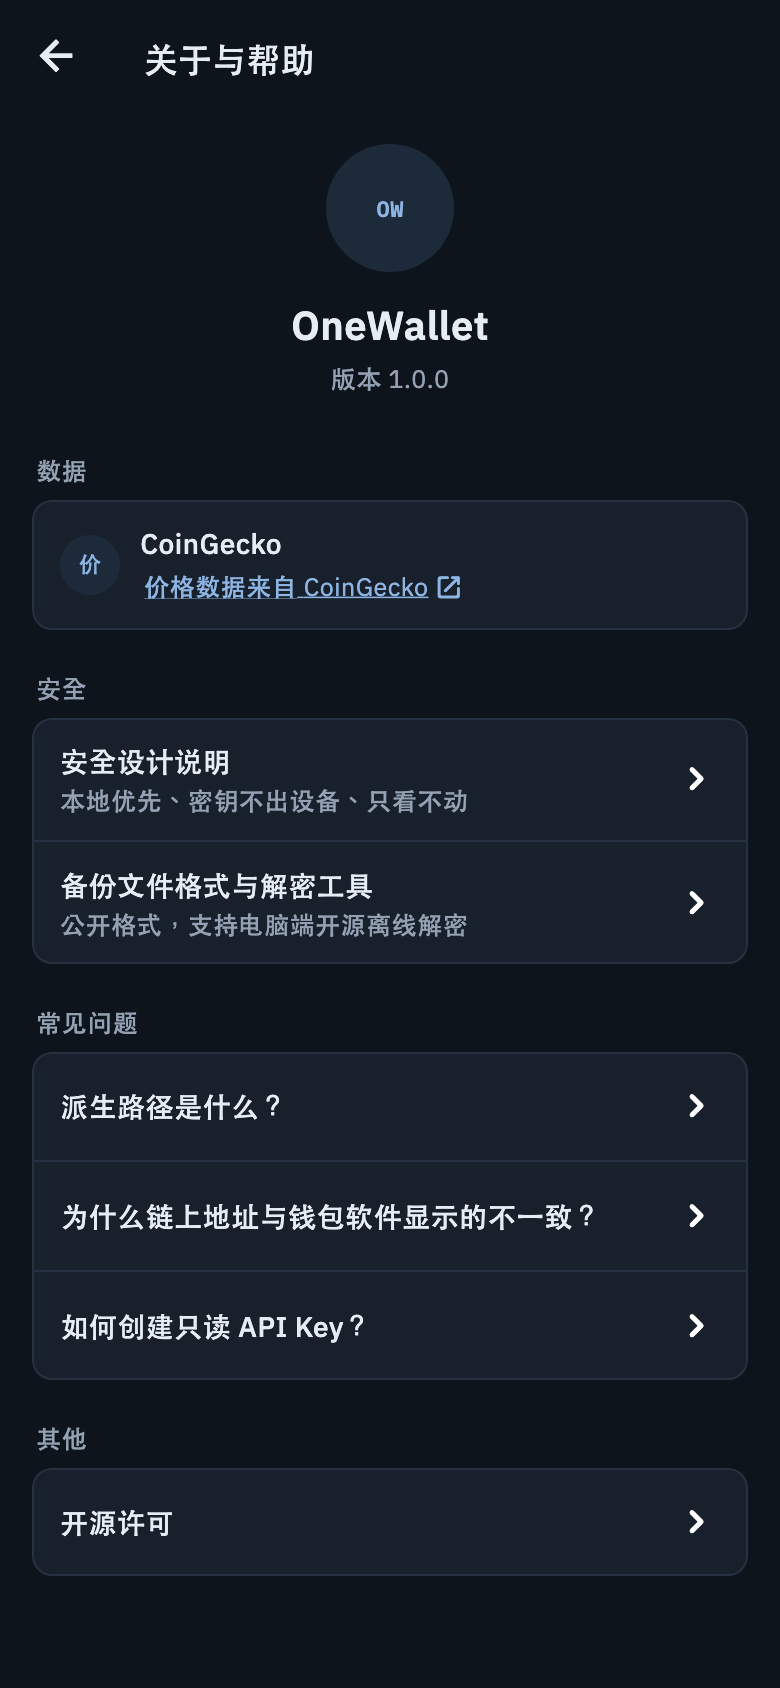 关于与帮助
OW
OneWallet
版本 1.0.0
数据
价
CoinGecko
价格数据来自 CoinGecko
安全
安全设计说明
本地优先、密钥不出设备、只看不动
备份文件格式与解密工具
公开格式，支持电脑端开源离线解密
常见问题
派生路径是什么？
为什么链上地址与钱包软件显示的不一致？
如何创建只读 API Key？
其他
开源许可